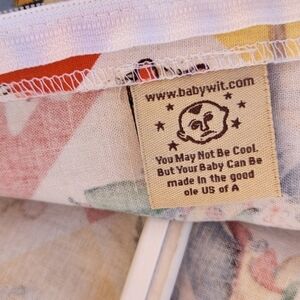 www.babywit.com
You May Not Be Cool.
But Your Baby Can Be
made in the good
ole US of A